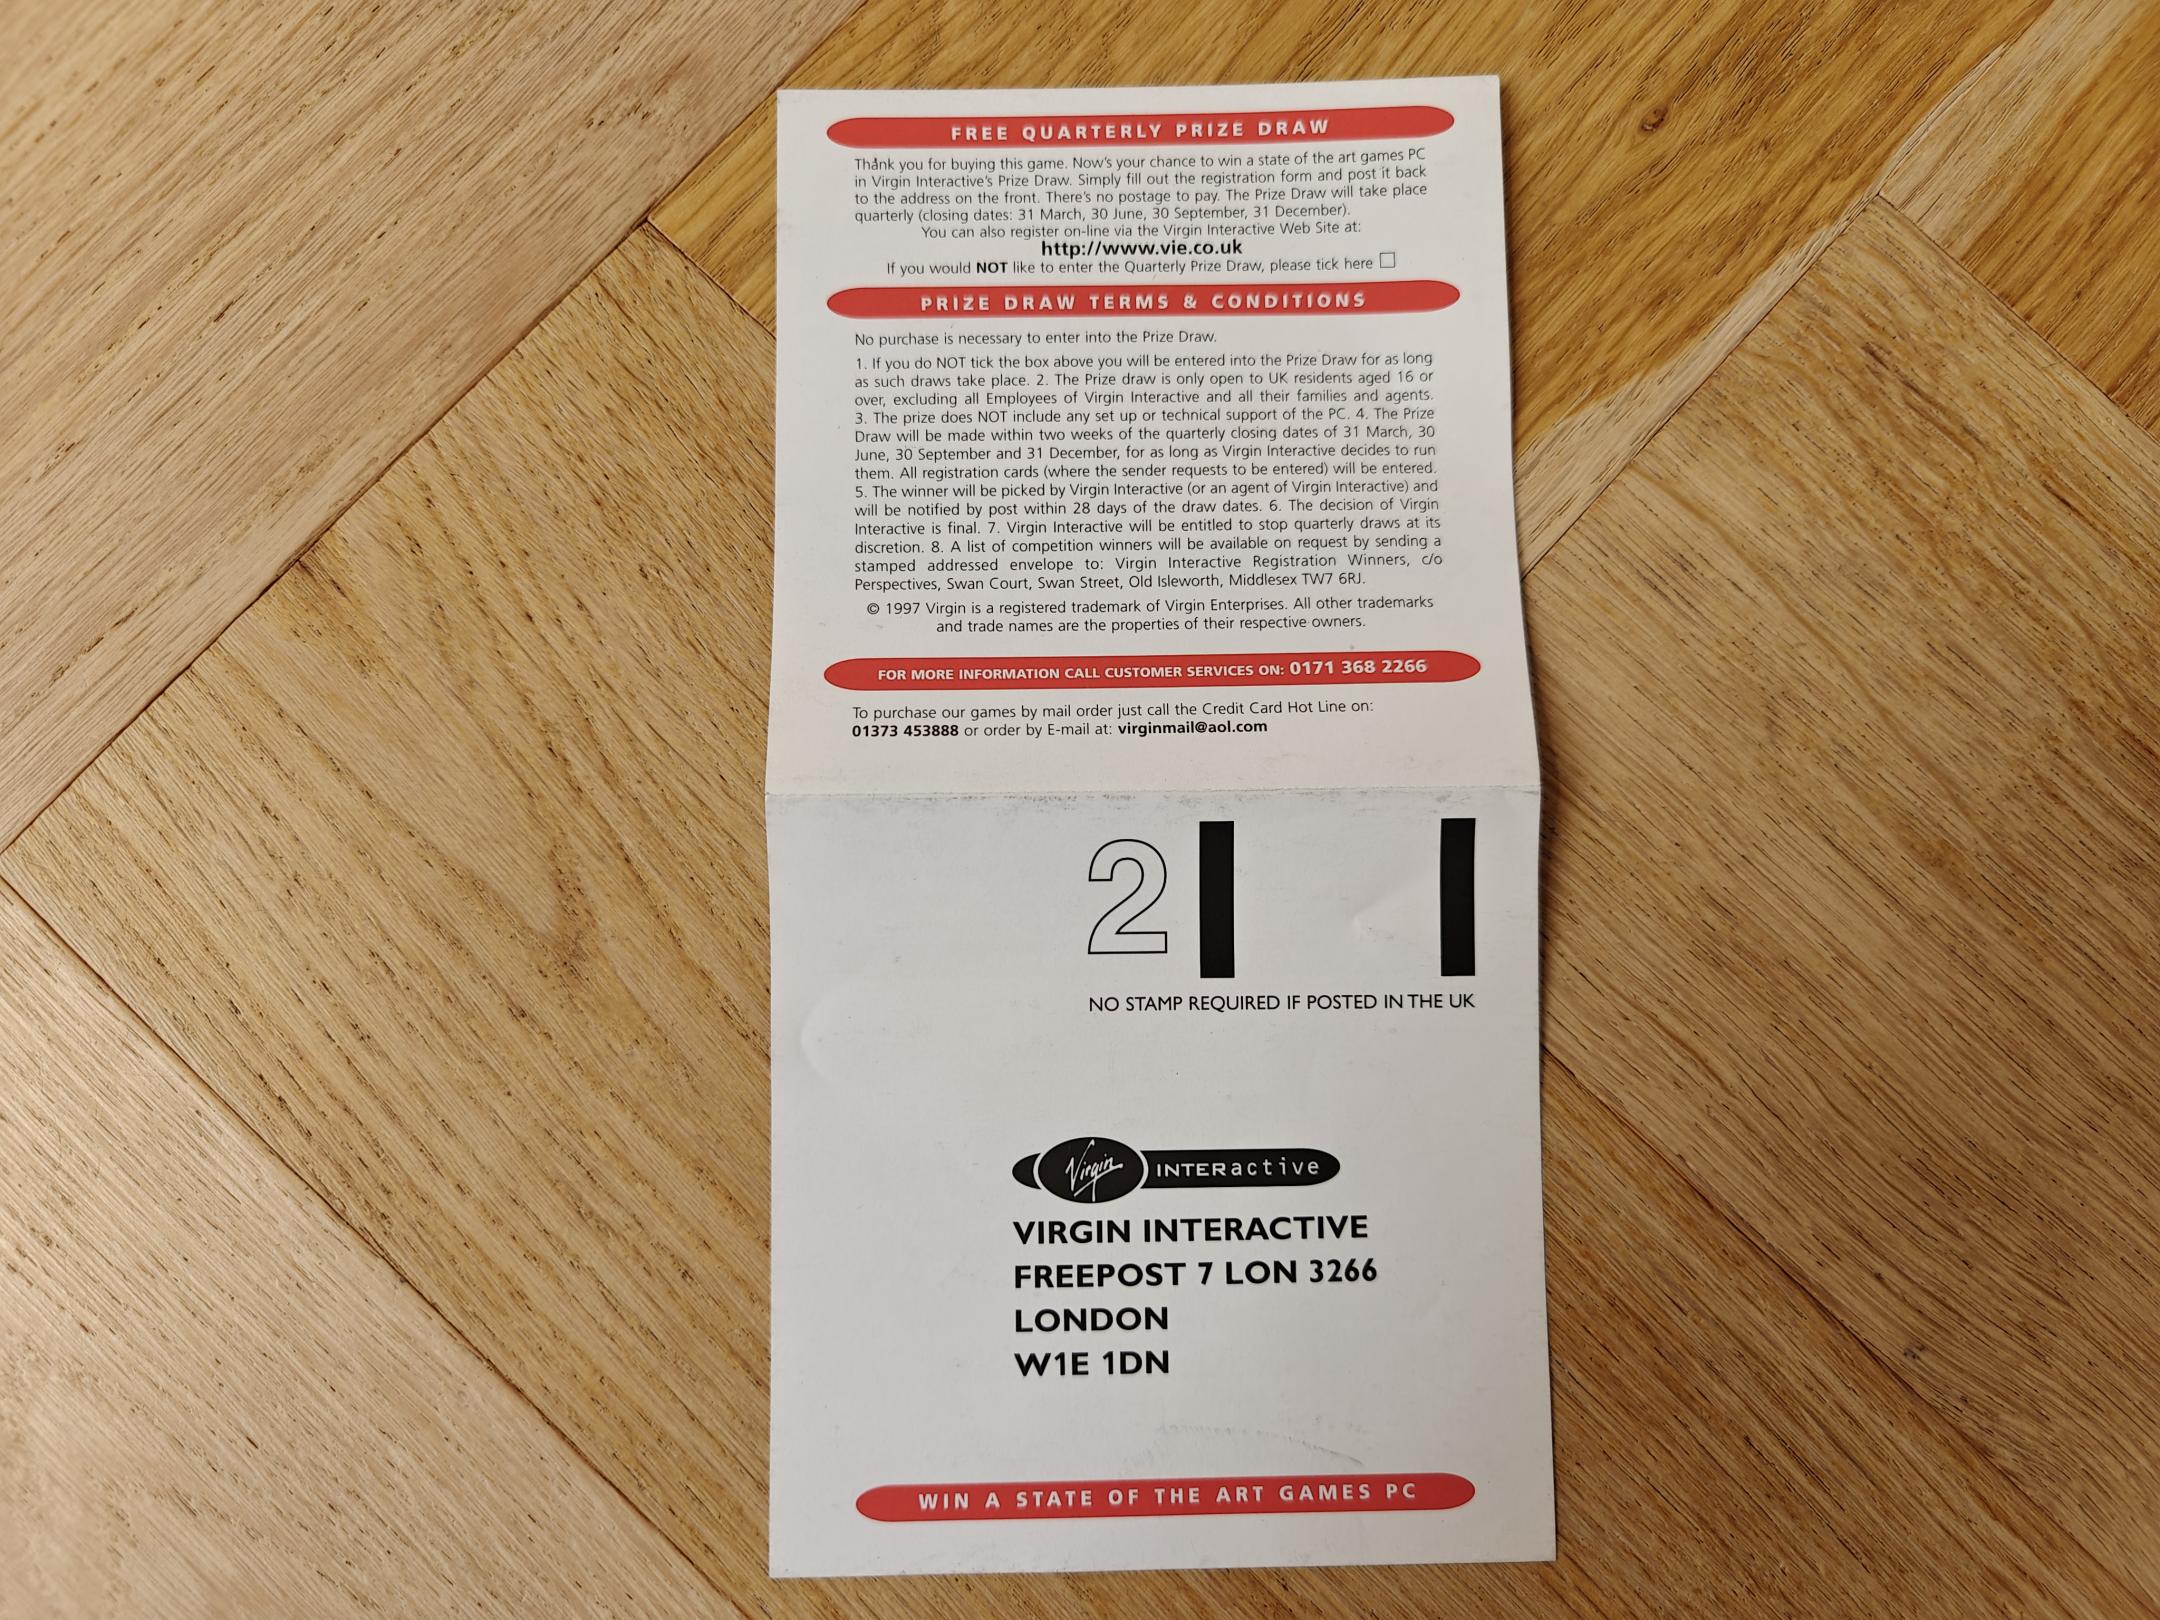 FREE QUARTERLY PRIZE DRAW
Thank you for buying this game. Now's your chance to win a state of the art games PC
in Virgin Interactive's Prize Draw. Simply fill out the registration form and post it back
to the address on the front. There's no postage to pay. The Prize Draw will take place
quarterly (closing dates: 31 March, 30 June, 30 September, 31 December).
You can also register on-line via the Virgin Interactive Web Site at:
http://www.vie.co.uk
If you would NOT like to enter the Quarterly Prize Draw, please tick here
PRIZE DRAW TERMS & CONDITIONS
No purchase is necessary to enter into the Prize Draw.
1. If you do NOT tick the box above you will be entered into the Prize Draw for as long
as such draws take place. 2. The Prize draw is only open to UK residents aged 16 or
over, excluding all Employees of Virgin Interactive and all their families and agents.
3. The prize does NOT include any set up or technical support of the PC. 4. The Prize
Draw will be made within two weeks of the quarterly closing dates of 31 March, 30
June, 30 September and 31 December, for as long as Virgin Interactive decides to run
them. All registration cards (where the sender requests to be entered) will be entered.
5. The winner will be picked by Virgin Interactive (or an agent of Virgin Interactive) and
will be notified by post within 28 days of the draw dates. 6. The decision of Virgin
Interactive is final. 7. Virgin Interactive will be entitled to stop quarterly draws at its
discretion. 8. A list of competition winners will be available on request by sending a
stamped addressed envelope to: Virgin Interactive Registration Winners, c/o
Perspectives, Swan Court, Swan Street, Old Isleworth, Middlesex TW7 6RJ.
© 1997 Virgin is a registered trademark of Virgin Enterprises. All other trademarks
and trade names are the properties of their respective owners.
FOR MORE INFORMATION CALL CUSTOMER SERVICES ON: 0171 368 2266
To purchase our games by mail order just call the Credit Card Hot Line on:
01373 453888 or order by E-mail at: virginmail@aol.com
2
NO STAMP REQUIRED IF POSTED IN THE UK
Virgin INTERactive
VIRGIN INTERACTIVE
FREEPOST 7 LON 3266
LONDON
W1E 1DN
WIN A STATE OF THE ART GAMES PC